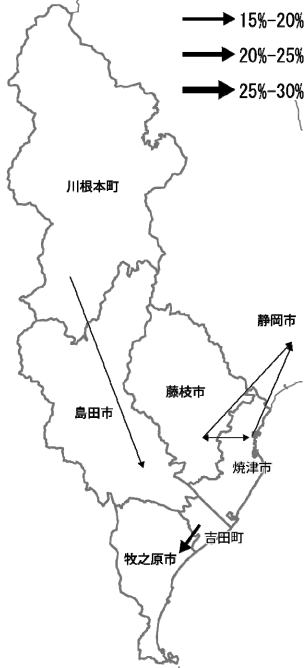 15%-20%
20%-25%
25%-30%
川根本町
静岡市
藤枝市
島田市
焼津市
吉田町
牧之原市